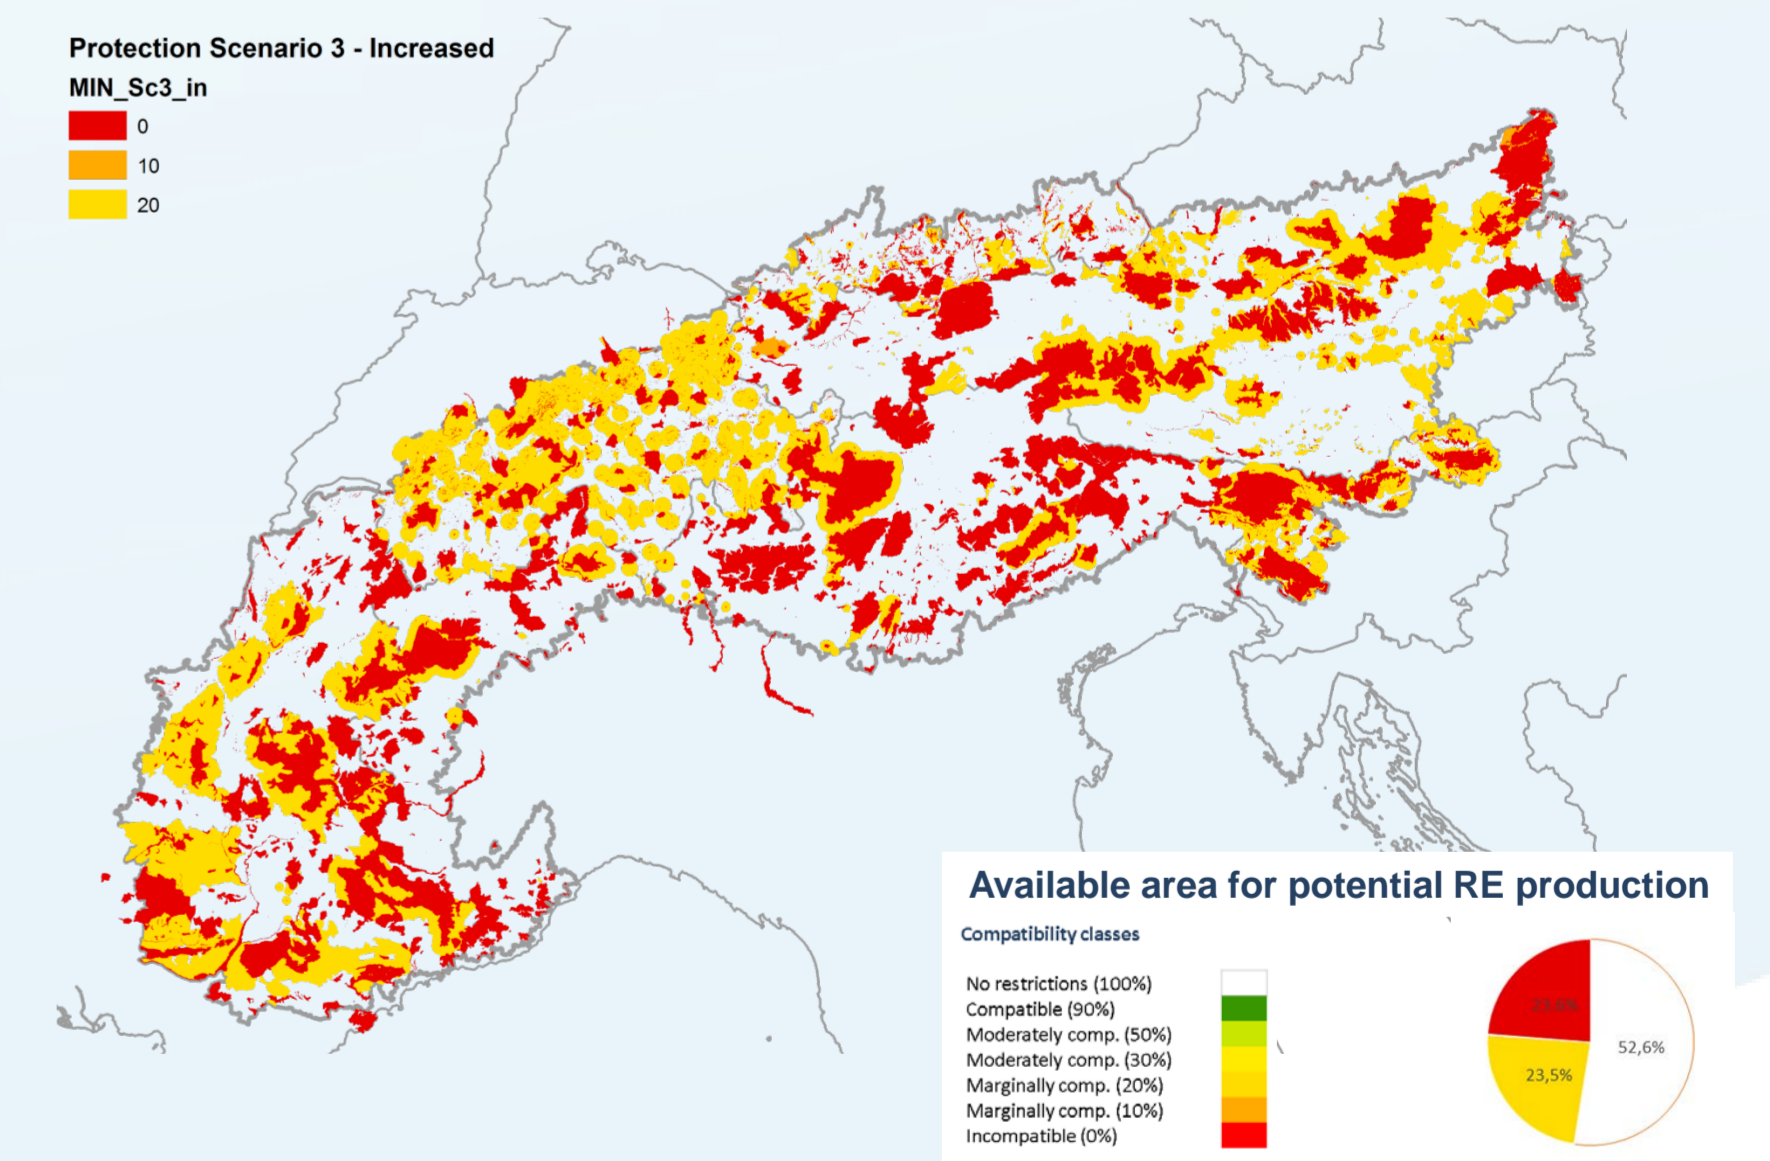 Protection Scenario 3 - Increased
MIN_Sc3_in
0
10
20
Available area for potential RE production
Compatibility classes
No restrictions (100%)
Compatible (90%)
Moderately comp. (50%)
Moderately comp. (30%)
Marginally comp. (20%)
Marginally comp. (10%)
Incompatible (0%)
23,8%
52,6%
23,5%